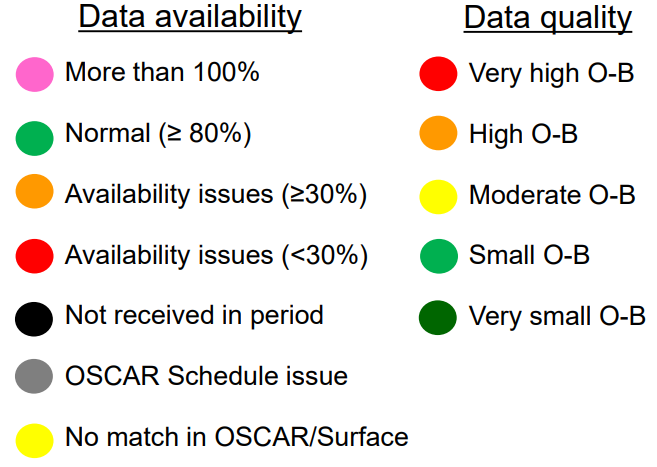 Data availability
More than 100%
Normal (≥ 80%)
Availability issues (≥30%)
Availability issues (<30%)
Not received in period
OSCAR Schedule issue
No match in OSCAR/Surface
Data quality
Very high O-B
High O-B
Moderate O-B
Small O-B
Very small O-B